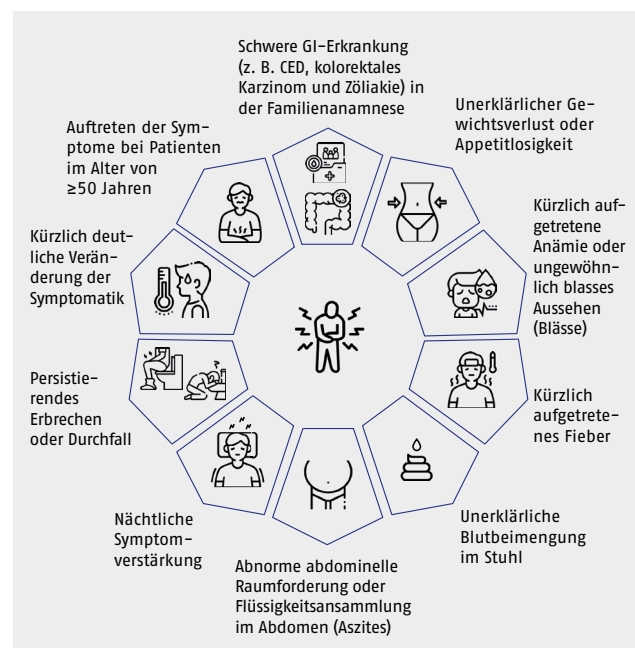 Schwere GI-Erkrankung
(z. B. CED, kolorektales
Karzinom und Zöliakie) in
der Familienanamnese
Unerklärlicher Ge-
wichtsverlust oder
Appetitlosigkeit
Kürzlich auf-
getretene
Anämie oder
ungewöhn-
lich blasses
Aussehen
(Blässe)
Kürzlich
aufgetrete-
nes Fieber
Unerklärliche
Blutbeimengung
im Stuhl
Abnorme abdominelle
Raumforderung oder
Flüssigkeitsansammlung
im Abdomen (Aszites)
Nächtliche
Symptom-
verstärkung
Persistie-
rendes
Erbrechen
oder Durchfall
Kürzlich deut-
liche Verän-
derung der
Symptomatik
Auftreten der Sym-
ptome bei Patienten
im Alter von
≥50 Jahren